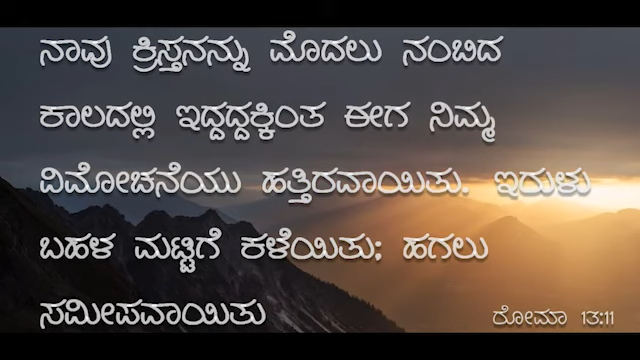 ನಾವು ಕ್ರಿಸ್ತನನ್ನು ಮೊದಲು ನಂಬಿದ
ಕಾಲದಲ್ಲಿ ಇದ್ದದ್ದಕ್ಕಿಂತ ಈಗ ನಿಮ್ಮ
ವಿಮೋಚನೆಯು ಹತ್ತಿರವಾಯಿತು. ಇರುಳು
ಬಹಳ ಮಟ್ಟಿಗೆ ಕಳೆಯಿತು; ಹಗಲು
ಸಮೀಪವಾಯಿತು
ರೋಮಾ 13:11